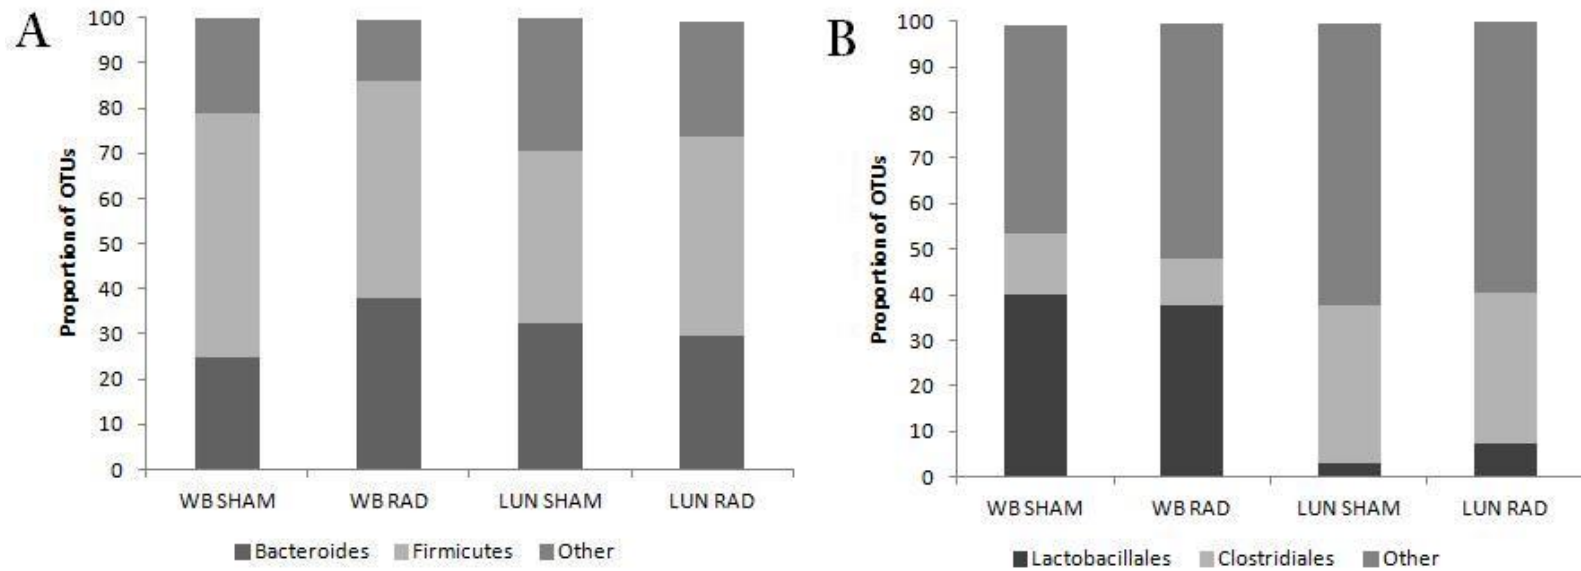 A
Proportion of OTUs
100
90
80
70
60
50
40
30
20
10
0
WB SHAM WB RAD LUN SHAM LUN RAD
Bacteroides Firmicutes Other
B
Proportion of OTUs
100
90
80
70
60
50
40
30
20
10
0
WB SHAM WB RAD LUN SHAM LUN RAD
Lactobacillales Clostridiales Other